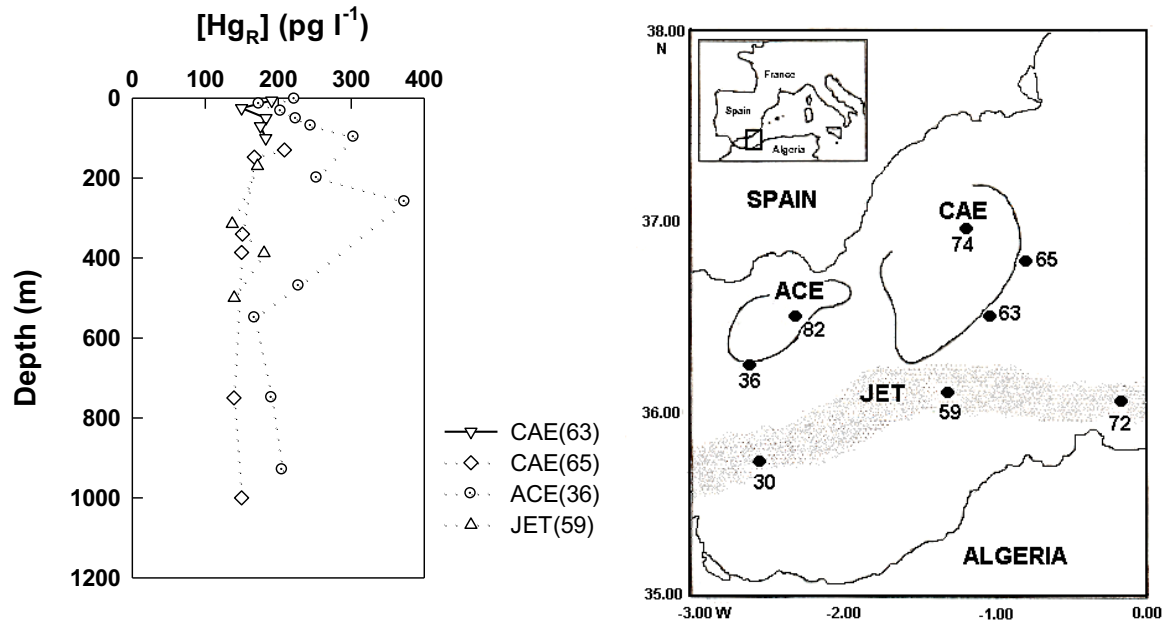 [Hg_R] (pg l^-1)
0 100 200 300 400
0
200
400
600
800
1000
1200
Depth (m)
CAE(63)
CAE(65)
ACE(36)
JET(59)
38.00
N
37.00
36.00
35.00
-3.00 W -2.00 -1.00 0.00
France
Spain
Algeria
SPAIN
CAE
74
65
ACE
63
82
36
JET
59
72
30
ALGERIA